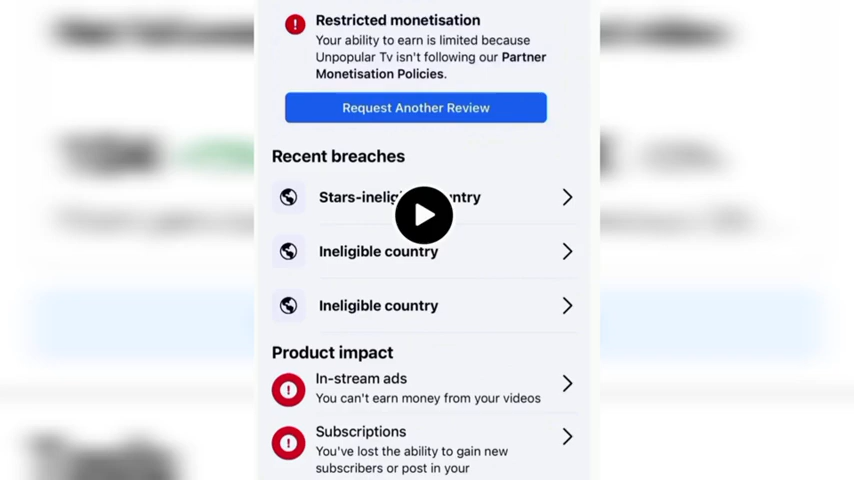 Restricted monetisation
Your ability to earn is limited because
Unpopular Tv isn't following our Partner
Monetisation Policies.
Request Another Review
Recent breaches
Ineligible country
Ineligible country
Product impact
In-stream ads
You can't earn money from your videos
Subscriptions
You've lost the ability to gain new
subscribers or post in your